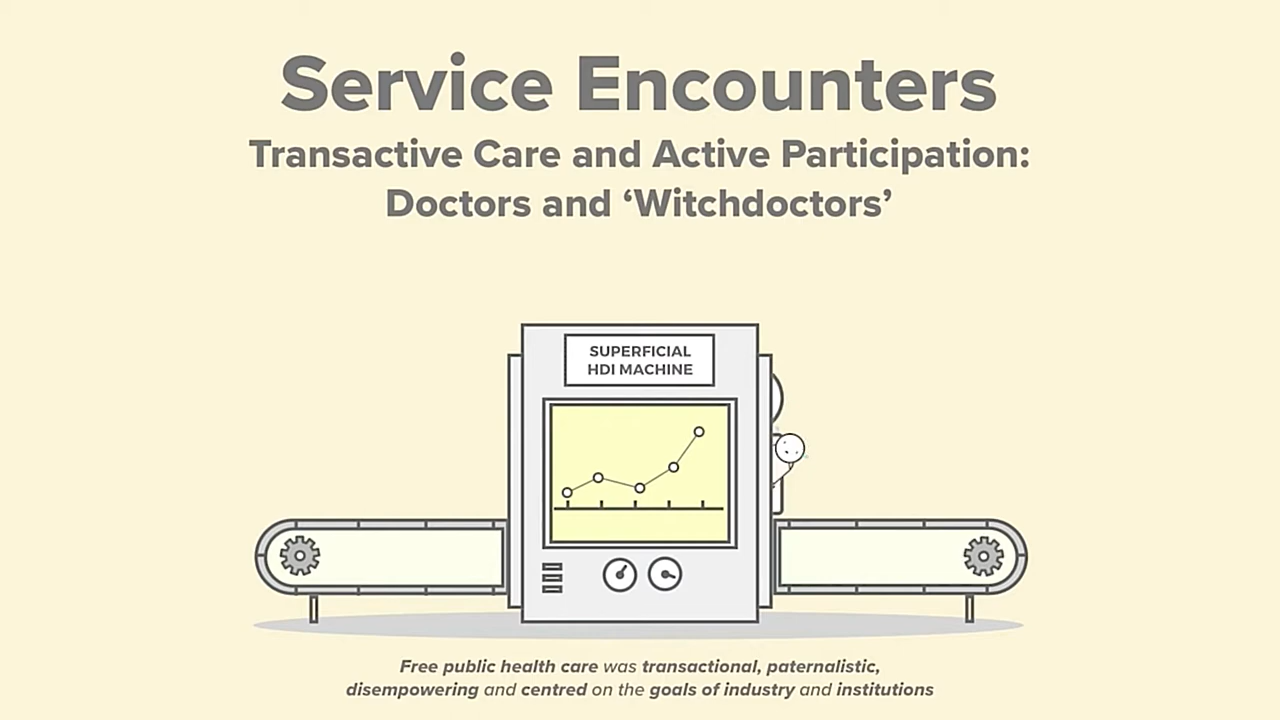 Service Encounters
Transactive Care and Active Participation:
Doctors and ‘Witchdoctors’
SUPERFICIAL
HDI MACHINE
Free public health care was transactional, paternalistic,
disempowering and centred on the goals of industry and institutions